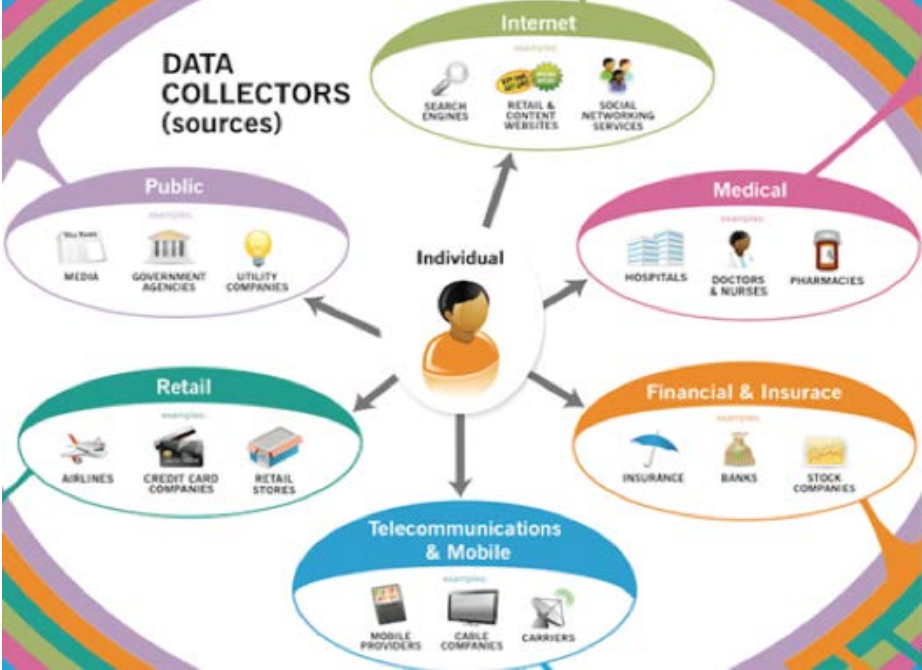 DATA
COLLECTORS
(sources)
Internet
examples:
SEARCH
ENGINES
RETAIL &
CONTENT
WEBSITES
SOCIAL
NETWORKING
SERVICES
Public
examples:
MEDIA
GOVERNMENT
AGENCIES
UTILITY
COMPANIES
Medical
examples:
HOSPITALS
DOCTORS
& NURSES
PHARMACIES
Individual
Retail
examples:
AIRLINES
CREDIT CARD
COMPANIES
RETAIL
STORES
Financial & Insurace
examples:
INSURANCE
BANKS
STOCK
COMPANIES
Telecommunications
& Mobile
examples:
MOBILE
PROVIDERS
CABLE
COMPANIES
CARRIERS